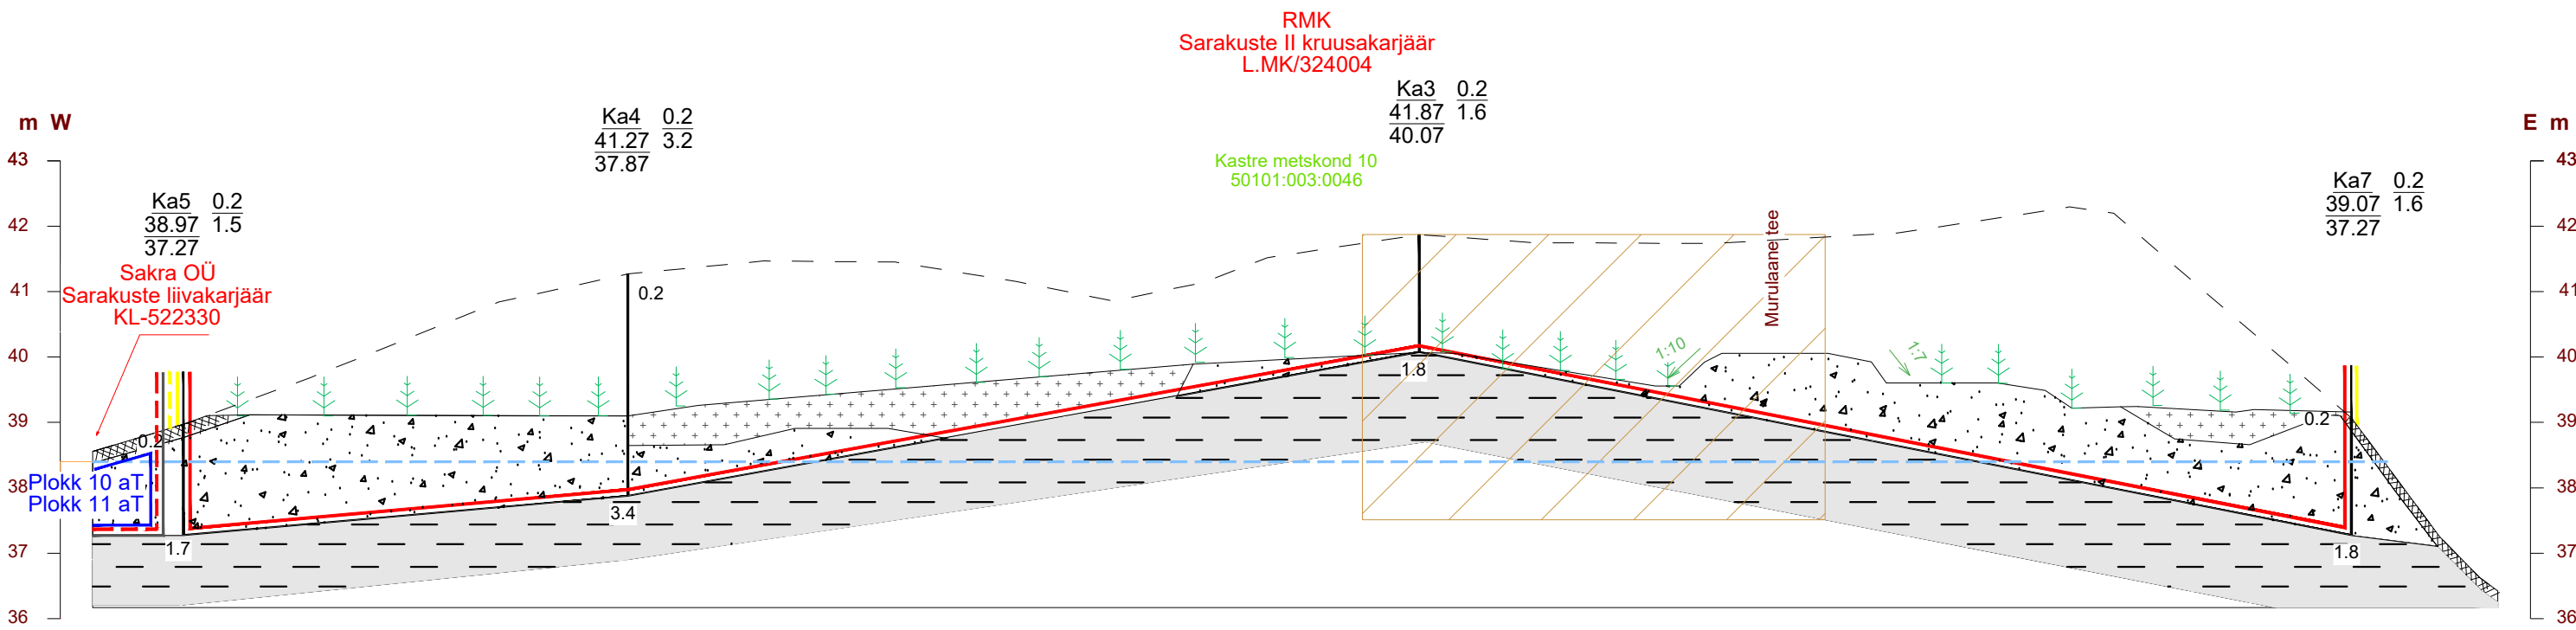 RMK
Sarakuste II kruusakarjäär
L.MK/324004
Ka3 0.2
41.87 1.6
40.07
Ka4 0.2
41.27 3.2
37.87
m W
E m
Kastre metskond 10
50101:003:0046
43
43
Ka7 0.2
39.07 1.6
37.27
Ka5 0.2
38.97 1.5
37.27
42
42
Murulaane tee
Sakra OÜ
Sarakuste liivakarjäär
KL-522330
41
41
0.2
1:10
1:7
40
40
1.8
39
39
0.2
0.2
Plokk 10 aT
Plokk 11 aT
38
38
3.4
37
37
1.7
1.8
36
36